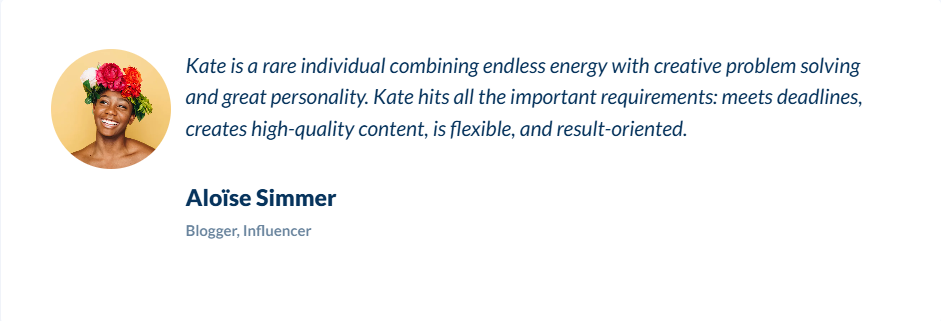 Kate is a rare individual combining endless energy with creative problem solving
and great personality. Kate hits all the important requirements: meets deadlines,
creates high-quality content, is flexible, and result-oriented.
Aloïse Simmer
Blogger, Influencer